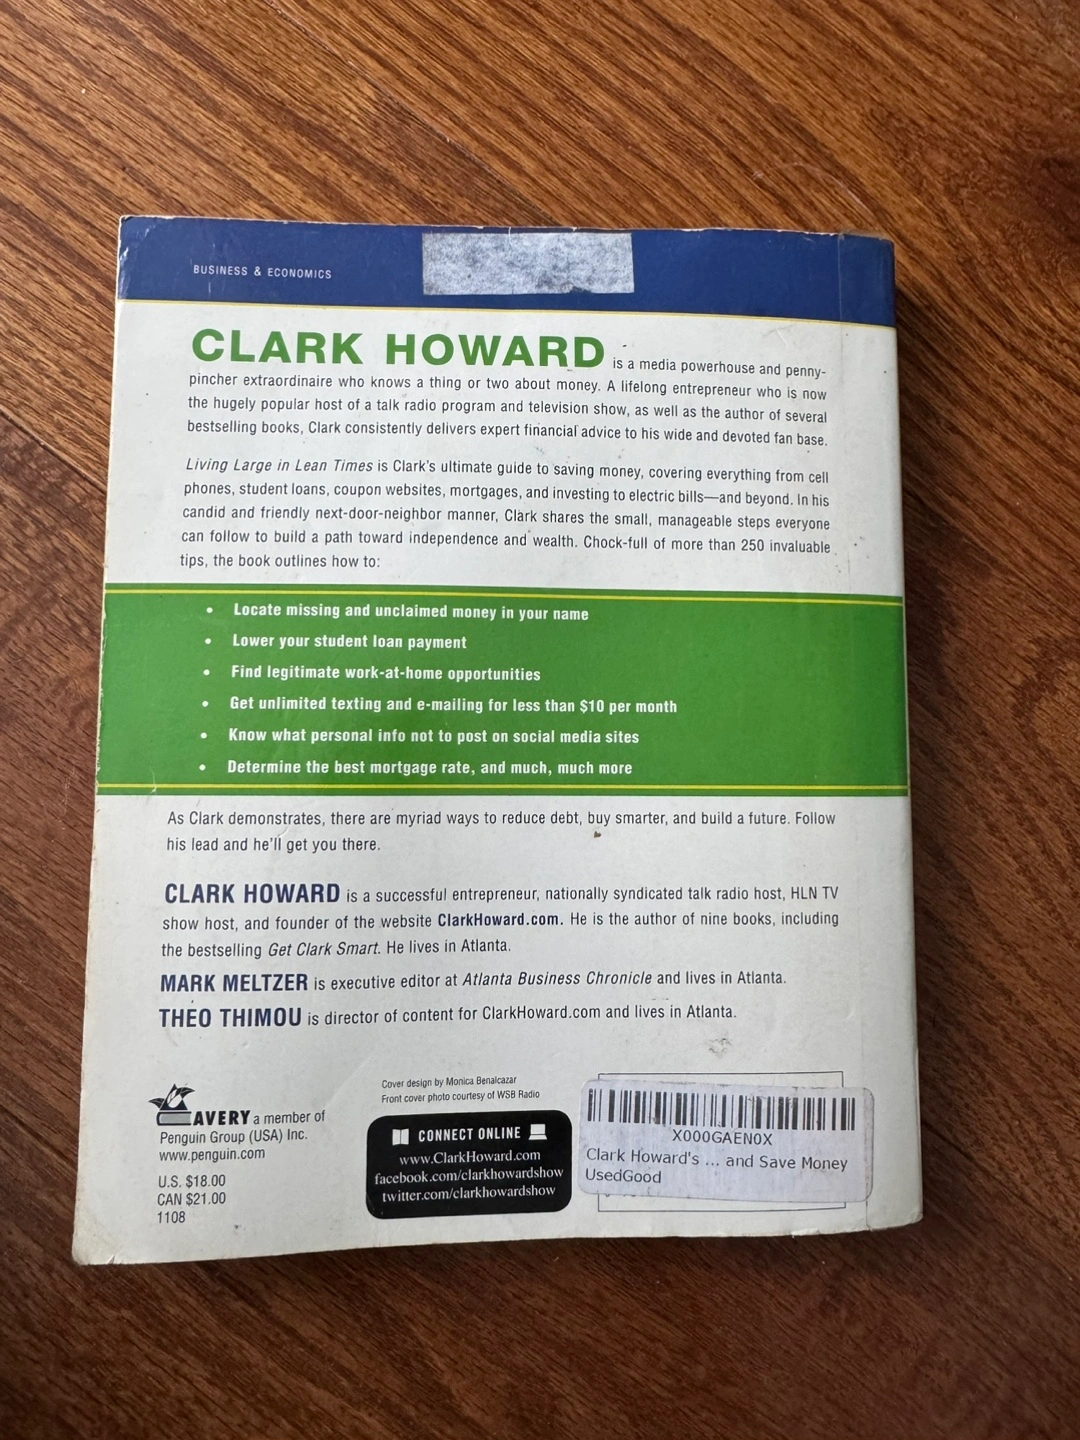 BUSINESS & ECONOMICS
CLARK HOWARD is a media powerhouse and penny-
pincher extraordinaire who knows a thing or two about money. A lifelong entrepreneur who is now
the hugely popular host of a talk radio program and television show, as well as the author of several
bestselling books, Clark consistently delivers expert financial advice to his wide and devoted fan base.
Living Large in Lean Times is Clark's ultimate guide to saving money, covering everything from cell
phones, student loans, coupon websites, mortgages, and investing to electric bills—and beyond. In his
candid and friendly next-door-neighbor manner, Clark shares the small, manageable steps everyone
can follow to build a path toward independence and wealth. Chock-full of more than 250 invaluable
tips, the book outlines how to:
• Locate missing and unclaimed money in your name
• Lower your student loan payment
• Find legitimate work-at-home opportunities
• Get unlimited texting and e-mailing for less than $10 per month
• Know what personal info not to post on social media sites
• Determine the best mortgage rate, and much, much more
As Clark demonstrates, there are myriad ways to reduce debt, buy smarter, and build a future. Follow
his lead and he'll get you there.
CLARK HOWARD is a successful entrepreneur, nationally syndicated talk radio host, HLN TV
show host, and founder of the website ClarkHoward.com. He is the author of nine books, including
the bestselling Get Clark Smart. He lives in Atlanta.
MARK MELTZER is executive editor at Atlanta Business Chronicle and lives in Atlanta.
THEO THIMOU is director of content for ClarkHoward.com and lives in Atlanta.
AVERY a member of
Penguin Group (USA) Inc.
www.penguin.com
U.S. $18.00
CAN $21.00
1108
Cover design by Monica Benalcazar
Front cover photo courtesy of WSB Radio
CONNECT ONLINE
www.ClarkHoward.com
facebook.com/clarkhowardshow
twitter.com/clarkhowardshow
X000GAEN0X
Clark Howard's ... and Save Money
UsedGood